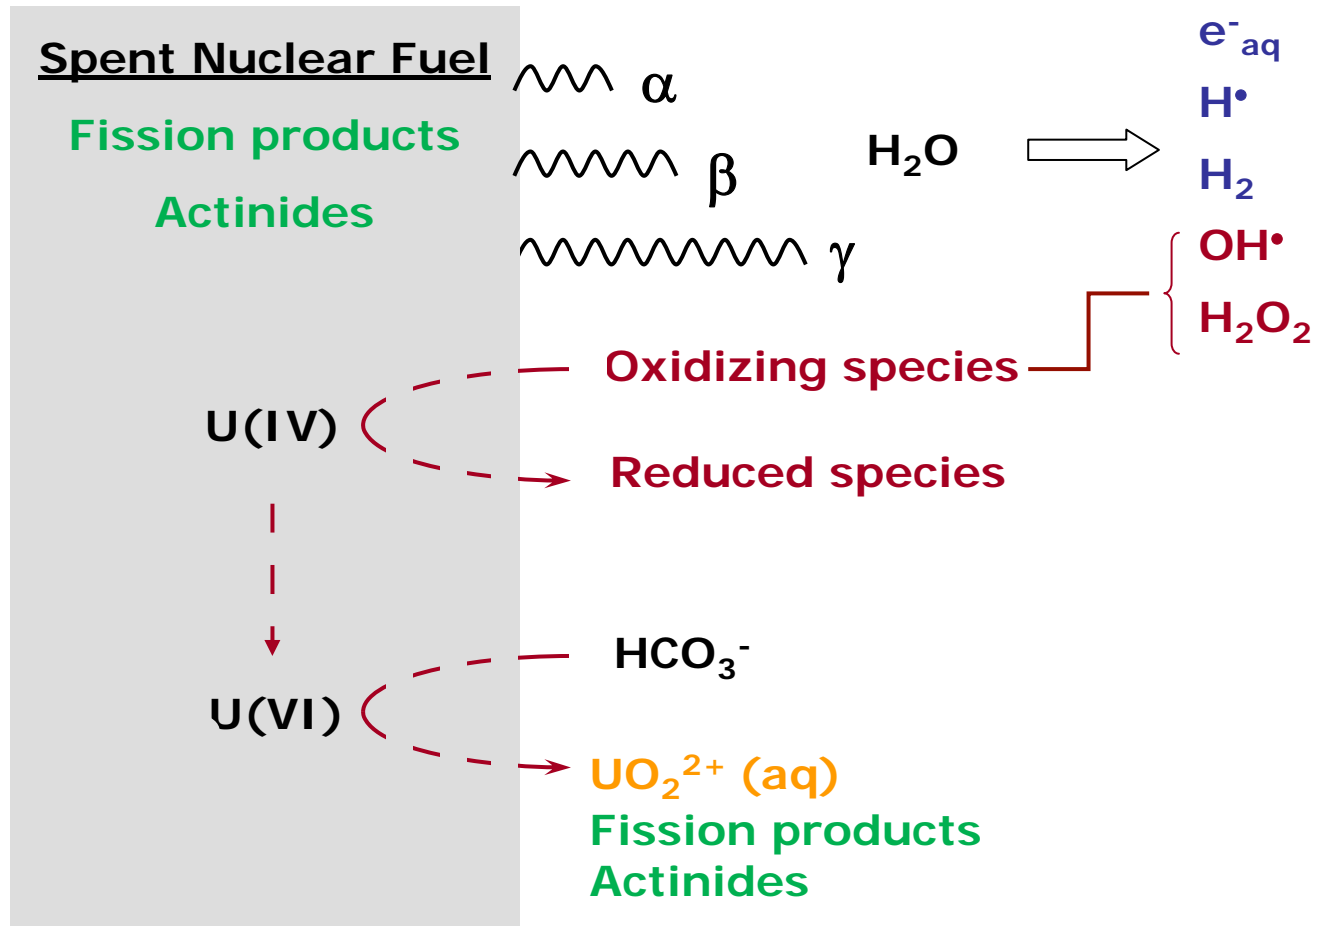 Spent Nuclear Fuel
Fission products
Actinides
α
β
γ
H₂O
e⁻aq
H•
H₂
OH•
H₂O₂
Oxidizing species
U(IV)
Reduced species
HCO₃⁻
U(VI)
UO₂²⁺ (aq)
Fission products
Actinides